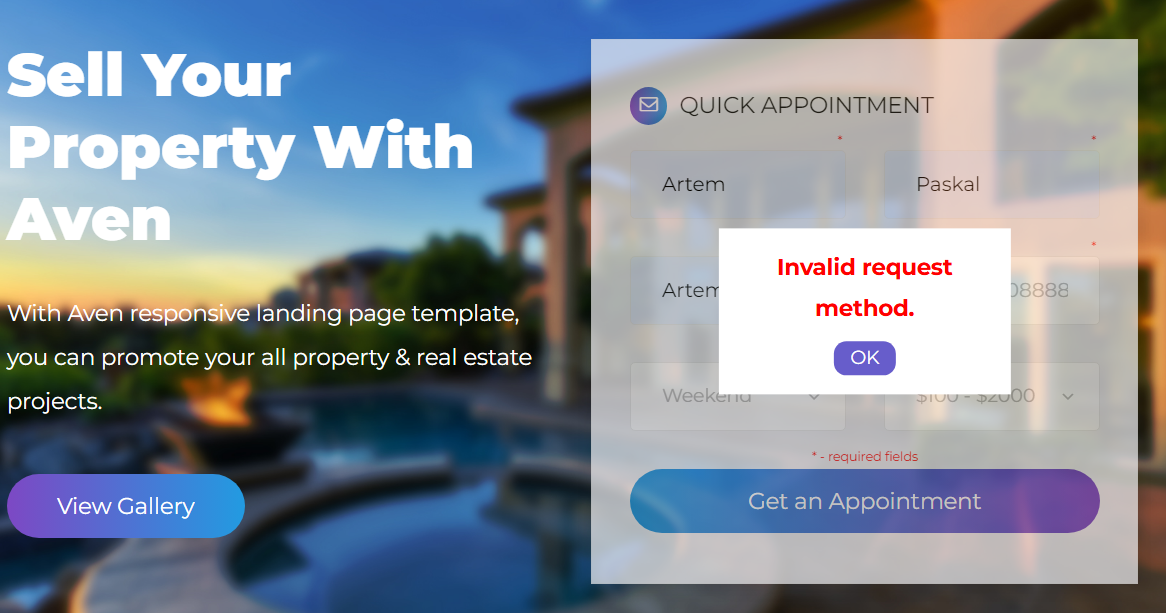 Sell Your
Property With
Aven
With Aven responsive landing page template,
you can promote your all property & real estate
projects.
View Gallery
QUICK APPOINTMENT
* *
Artem Paskal
*
Artem 08888
Invalid request
method.
OK
Weekend $100 - $2000
* - required fields
Get an Appointment